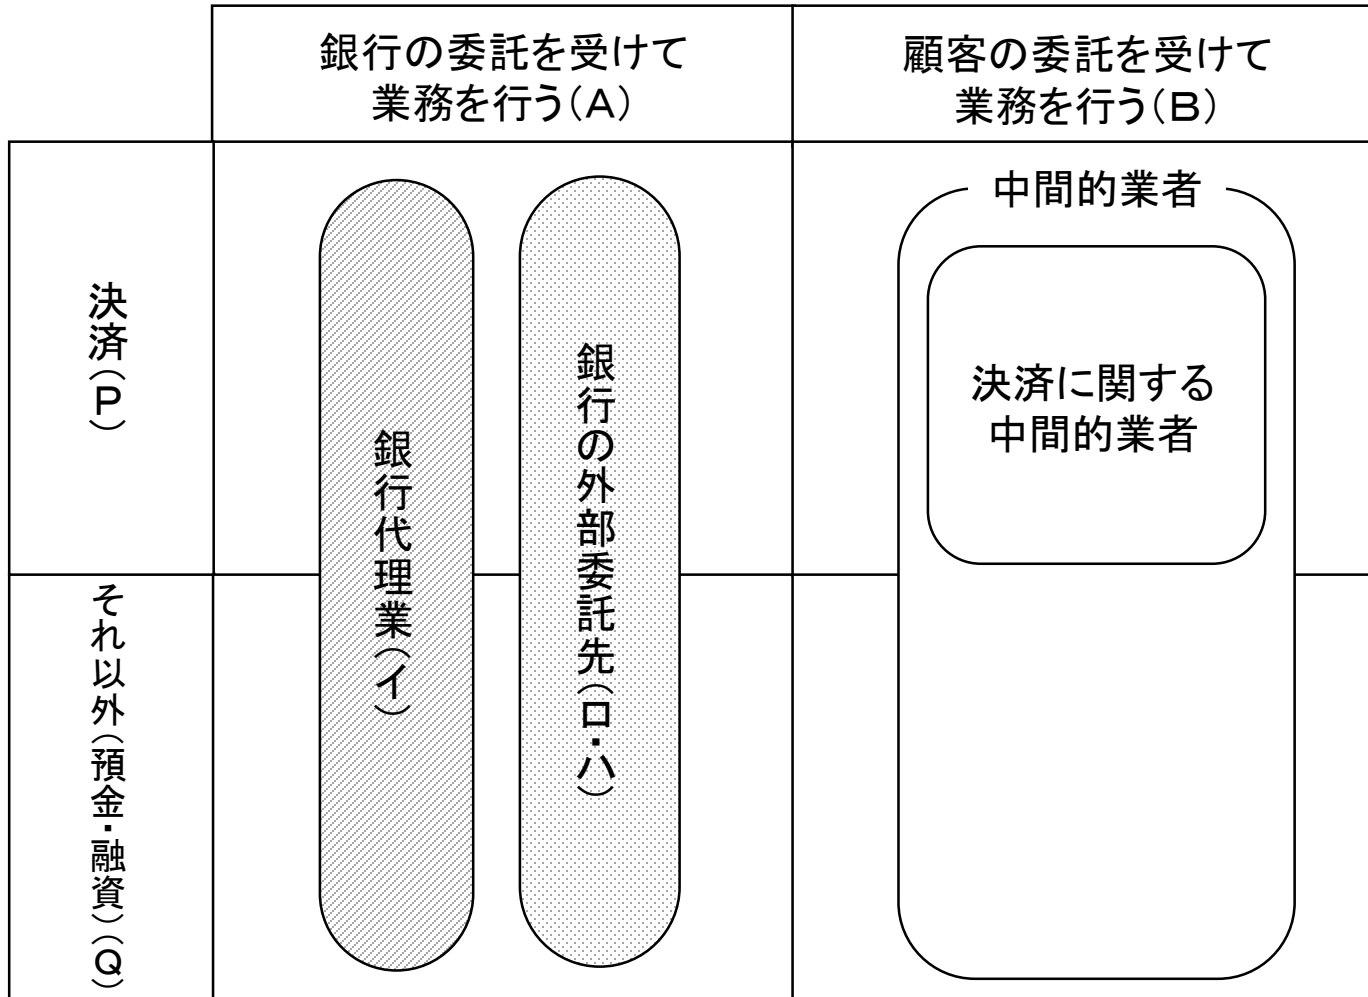 銀行の委託を受けて
業務を行う(A)
顧客の委託を受けて
業務を行う(B)
決済(P)
銀行代理業(イ)
銀行の外部委託先(ロ・ハ)
中間的業者
決済に関する
中間的業者
それ以外(預金・融資)(Q)